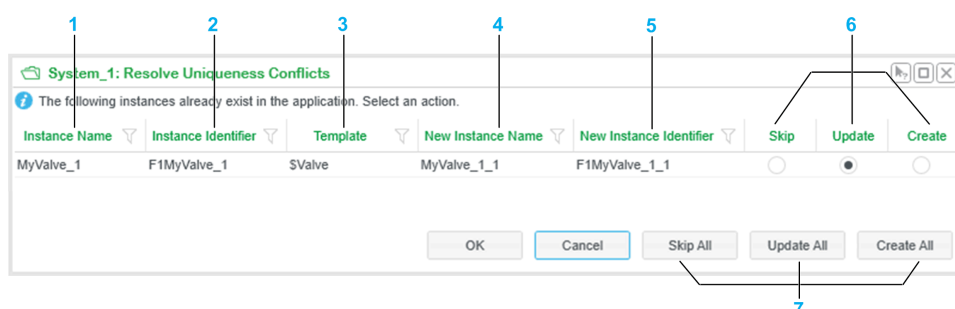 1 2 3 4 5 6
System_1: Resolve Uniqueness Conflicts
The following instances already exist in the application. Select an action.
Instance Name Instance Identifier Template New Instance Name New Instance Identifier Skip Update Create
MyValve_1 F1MyValve_1 $Valve MyValve_1_1 F1MyValve_1_1
OK Cancel Skip All Update All Create All
7